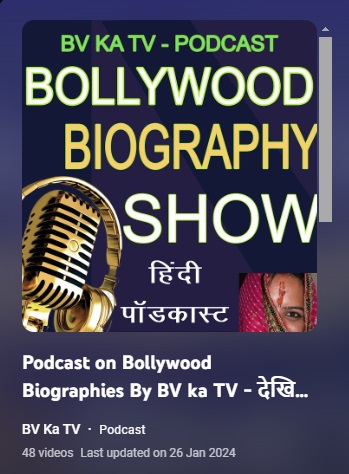 BV KA TV - PODCAST
BOLLYWOOD
BIOGRAPHY
SHOW
हिंदी
पॉडकास्ट
Podcast on Bollywood
Biographies By BV ka TV - देखि...
BV Ka TV · Podcast
48 videos Last updated on 26 Jan 2024